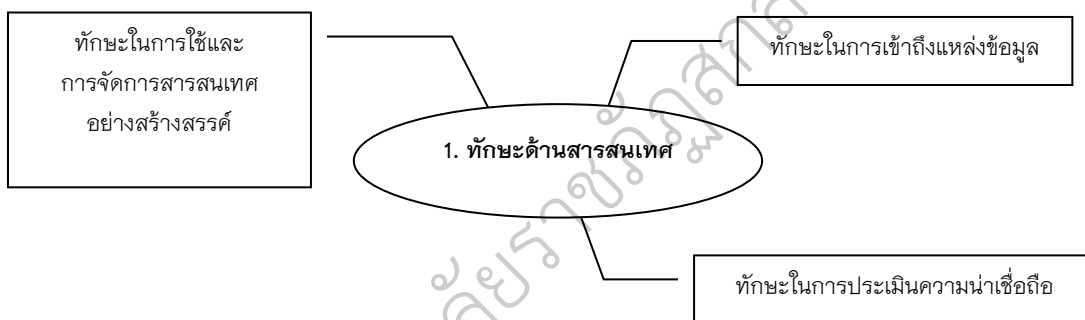 ทักษะในการใช้และ
การจัดการสารสนเทศ
อย่างสร้างสรรค์
ทักษะในการเข้าถึงแหล่งข้อมูล
1. ทักษะด้านสารสนเทศ
ทักษะในการประเมินความน่าเชื่อถือ